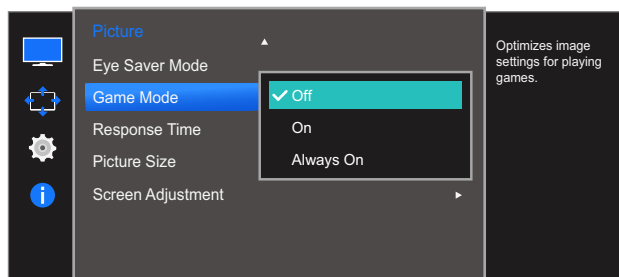 Picture
Eye Saver Mode
Game Mode
Response Time
Picture Size
Screen Adjustment
Off
On
Always On
Optimizes image
settings for playing
games.